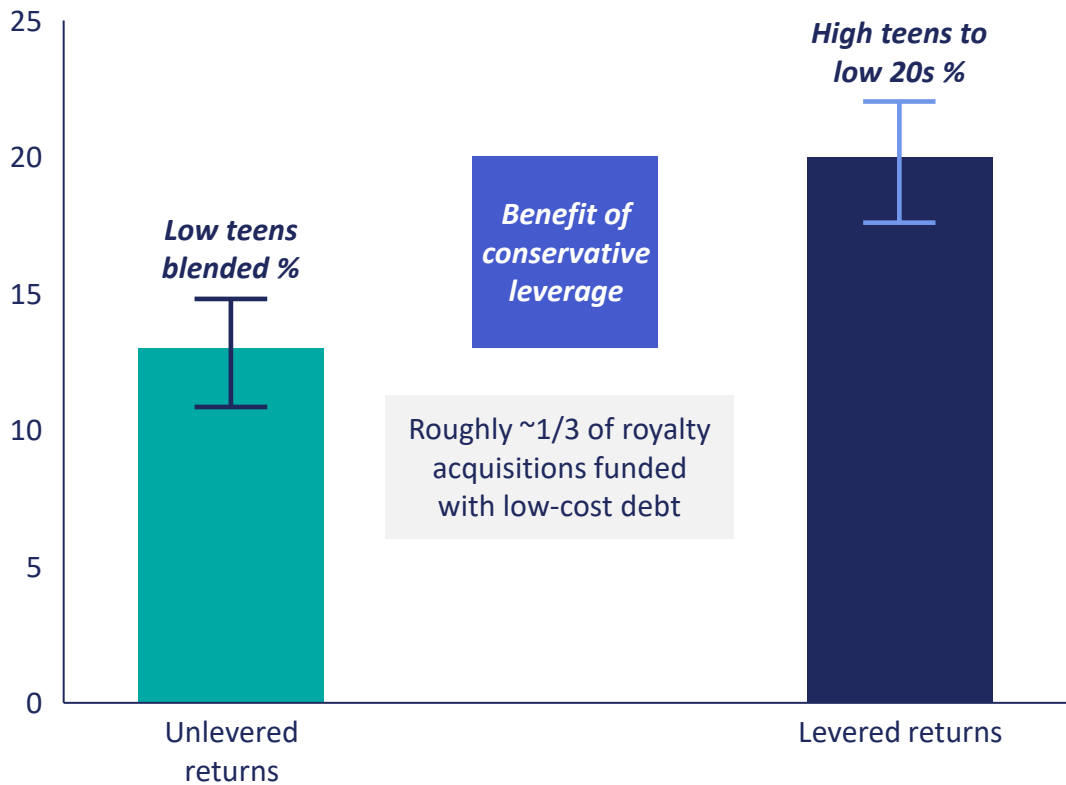 25
20
15
10
5
0
Low teens
blended %
Benefit of
conservative
leverage
High teens to
low 20s %
Roughly ~1/3 of royalty
acquisitions funded
with low-cost debt
Unlevered
returns
Levered returns